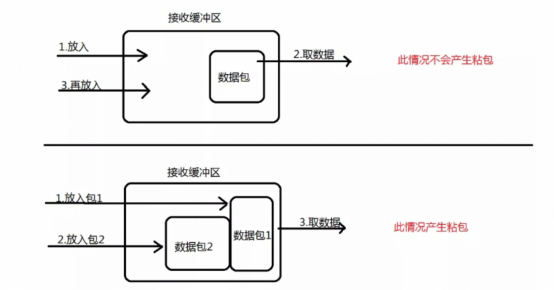 接收缓冲区
1.放入
2.取数据
此情况不会产生粘包
3.再放入
数据包
接收缓冲区
1.放入包1
3.取数据
此情况产生粘包
2.放入包2
数据包2
数据包1